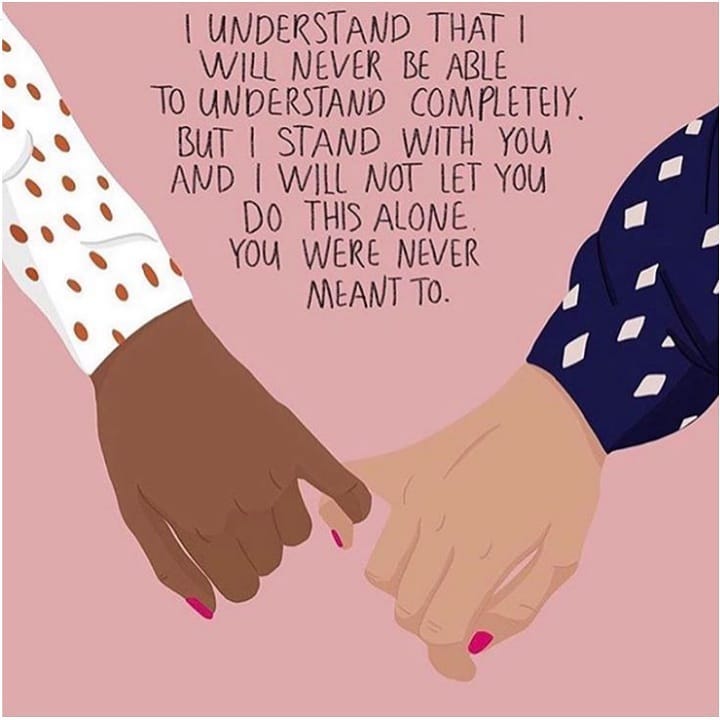 I UNDERSTAND THAT I
WILL NEVER BE ABLE
TO UNDERSTAND COMPLETElY.
BUT I STAND WITH YOU
AND I WILL NOT LET YOU
DO THIS ALONE.
YOU WERE NEVER
MEANT TO.